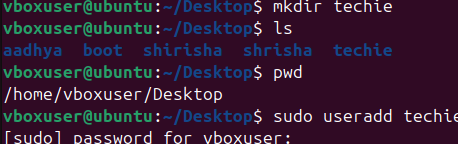 vboxuser@ubuntu:~/Desktop$ mkdir techie
vboxuser@ubuntu:~/Desktop$ ls
aadhya boot shirisha shrisha techie
vboxuser@ubuntu:~/Desktop$ pwd
/home/vboxuser/Desktop
vboxuser@ubuntu:~/Desktop$ sudo useradd techie
[sudo] password for vboxuser: